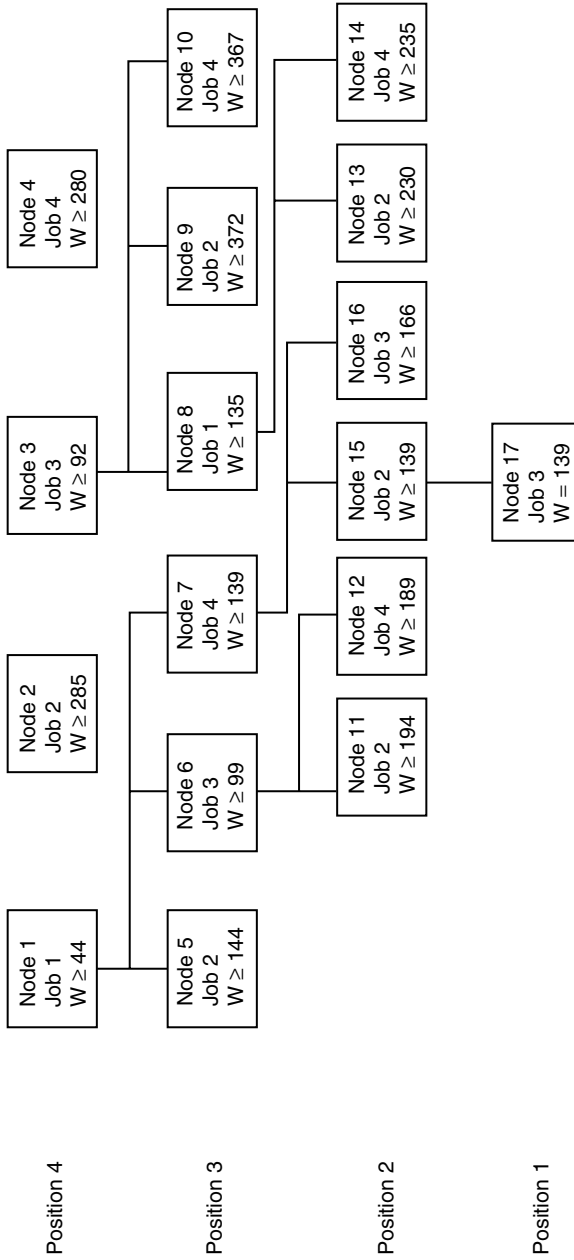 Position 4
Node 1
Job 1
W ≥ 44
Node 2
Job 2
W ≥ 285
Node 3
Job 3
W ≥ 92
Node 4
Job 4
W ≥ 280
Position 3
Node 5
Job 2
W ≥ 144
Node 6
Job 3
W ≥ 99
Node 7
Job 4
W ≥ 139
Node 8
Job 1
W ≥ 135
Node 9
Job 2
W ≥ 372
Node 10
Job 4
W ≥ 367
Position 2
Node 11
Job 2
W ≥ 194
Node 12
Job 4
W ≥ 189
Node 15
Job 2
W ≥ 139
Node 16
Job 3
W ≥ 166
Node 13
Job 2
W ≥ 230
Node 14
Job 4
W ≥ 235
Position 1
Node 17
Job 3
W = 139